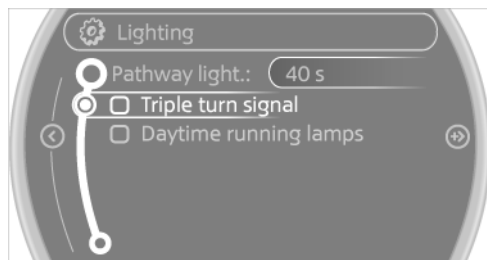 Lighting
Pathway light.: 40 s
Triple turn signal
Daytime running lamps